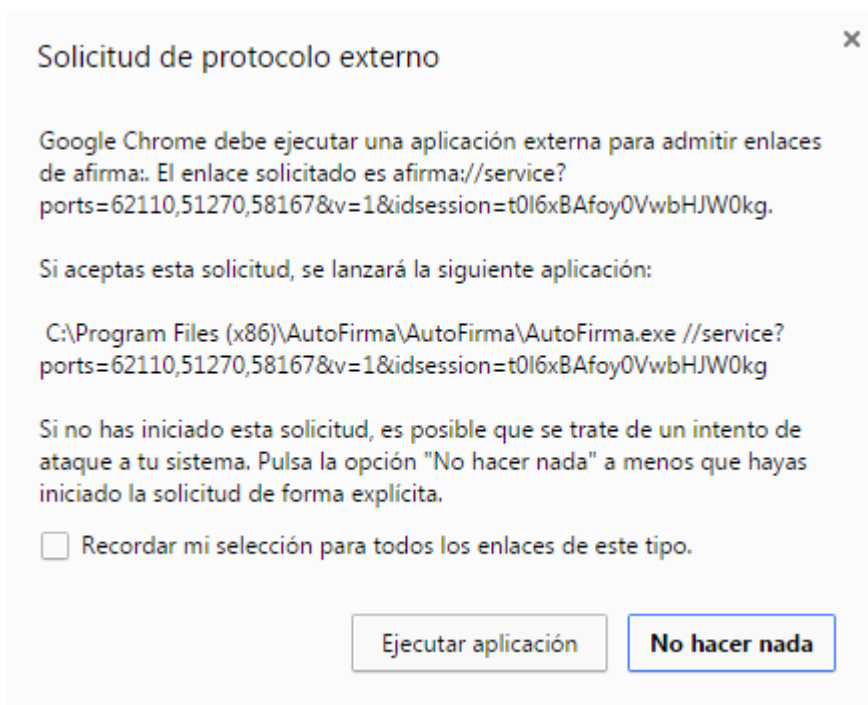 Solicitud de protocolo externo
Google Chrome debe ejecutar una aplicación externa para admitir enlaces
de afirma:. El enlace solicitado es afirma://service?
ports=62110,51270,58167&v=1&idsession=t0I6xBAfoy0VwbHJW0kg.
Si aceptas esta solicitud, se lanzará la siguiente aplicación:
C:\Program Files (x86)\AutoFirma\AutoFirma\AutoFirma.exe //service?
ports=62110,51270,58167&v=1&idsession=t0I6xBAfoy0VwbHJW0kg
Si no has iniciado esta solicitud, es posible que se trate de un intento de
ataque a tu sistema. Pulsa la opción "No hacer nada" a menos que hayas
iniciado la solicitud de forma explícita.
Recordar mi selección para todos los enlaces de este tipo.
Ejecutar aplicación
No hacer nada